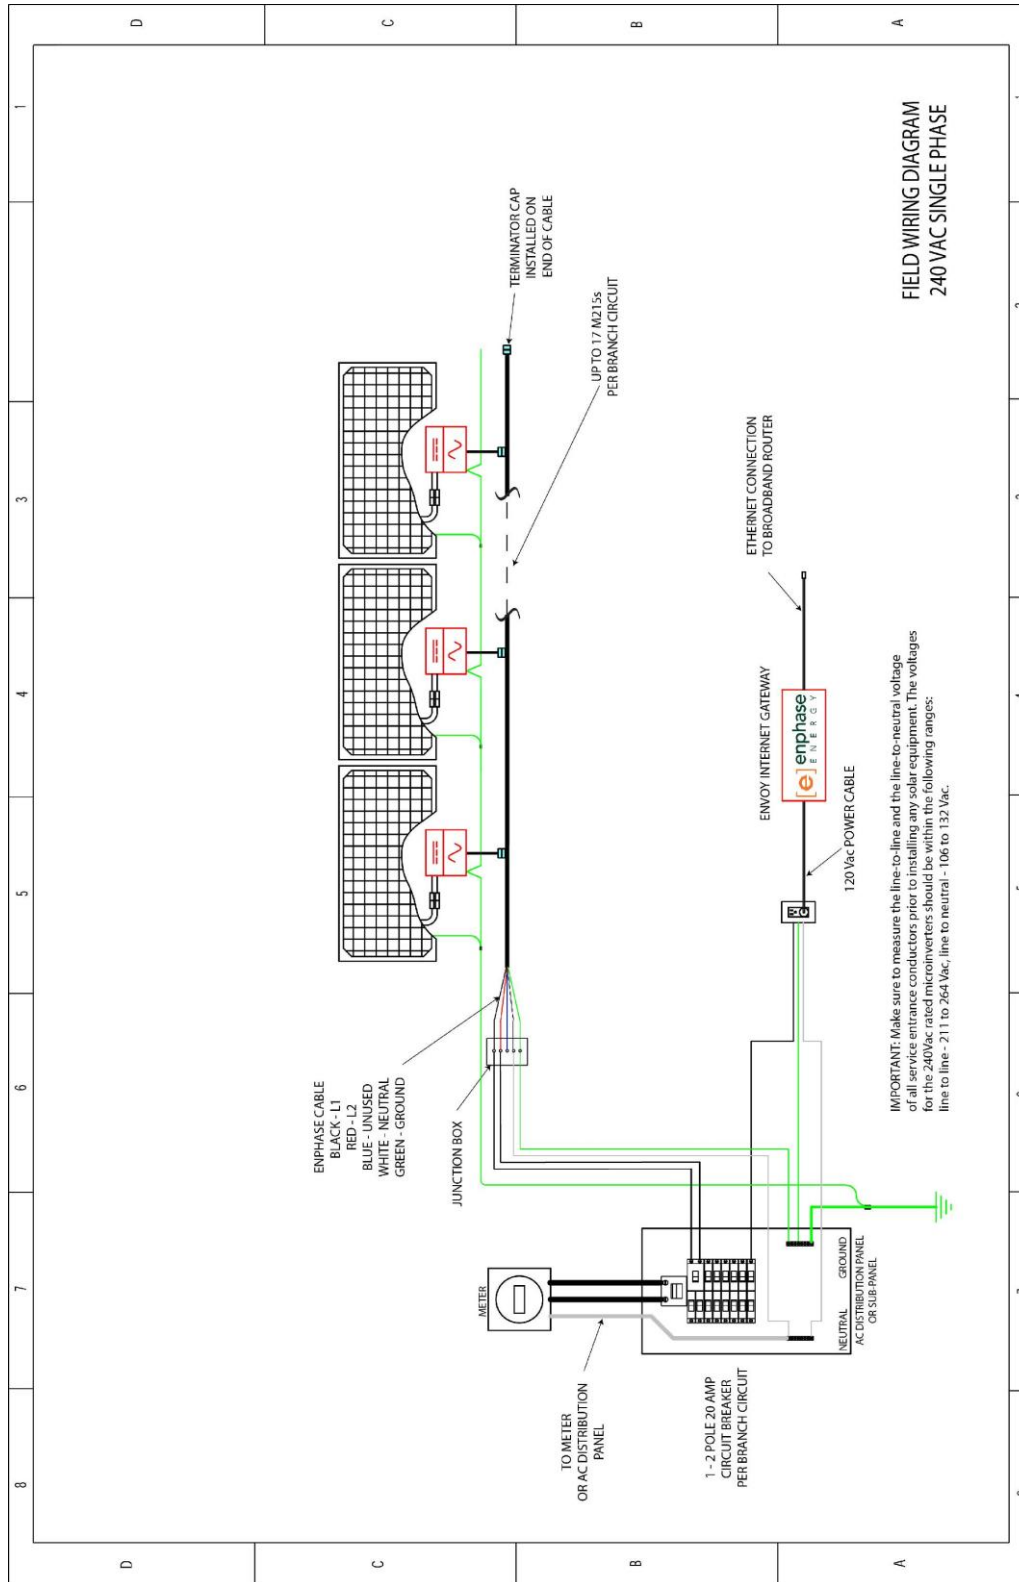 D
C
B
A
1
3
4
5
6
7
8
ENPHASE CABLE
BLACK - L1
RED - L2
BLUE - UNUSED
WHITE - NEUTRAL
GREEN - GROUND
JUNCTION BOX
TERMINATOR CAP
INSTALLED ON
END OF CABLE
UP TO 17 M215s
PER BRANCH CIRCUIT
METER
TO METER
OR AC DISTRIBUTION
PANEL
1 - 2 POLE 20 AMP
CIRCUIT BREAKER
PER BRANCH CIRCUIT
NEUTRAL
GROUND
AC DISTRIBUTION PANEL
OR SUB-PANEL
ENVOY INTERNET GATEWAY
[e] enphase
ENERGY
120 Vac POWER CABLE
ETHERNET CONNECTION
TO BROADBAND ROUTER
IMPORTANT: Make sure to measure the line-to-line and the line-to-neutral voltage
of all service entrance conductors prior to installing any solar equipment. The voltages
for the 240Vac rated microinverters should be within the following ranges:
line to line - 211 to 264 Vac, line to neutral - 106 to 132 Vac.
FIELD WIRING DIAGRAM
240 VAC SINGLE PHASE
D
C
B
A